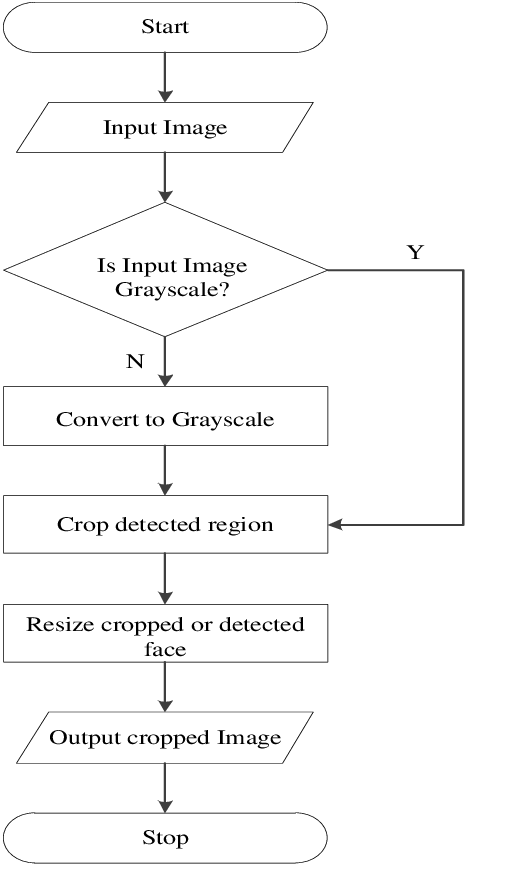 Start
Input Image
Is Input Image
Grayscale?
Y
N
Convert to Grayscale
Crop detected region
Resize cropped or detected
face
Output cropped Image
Stop